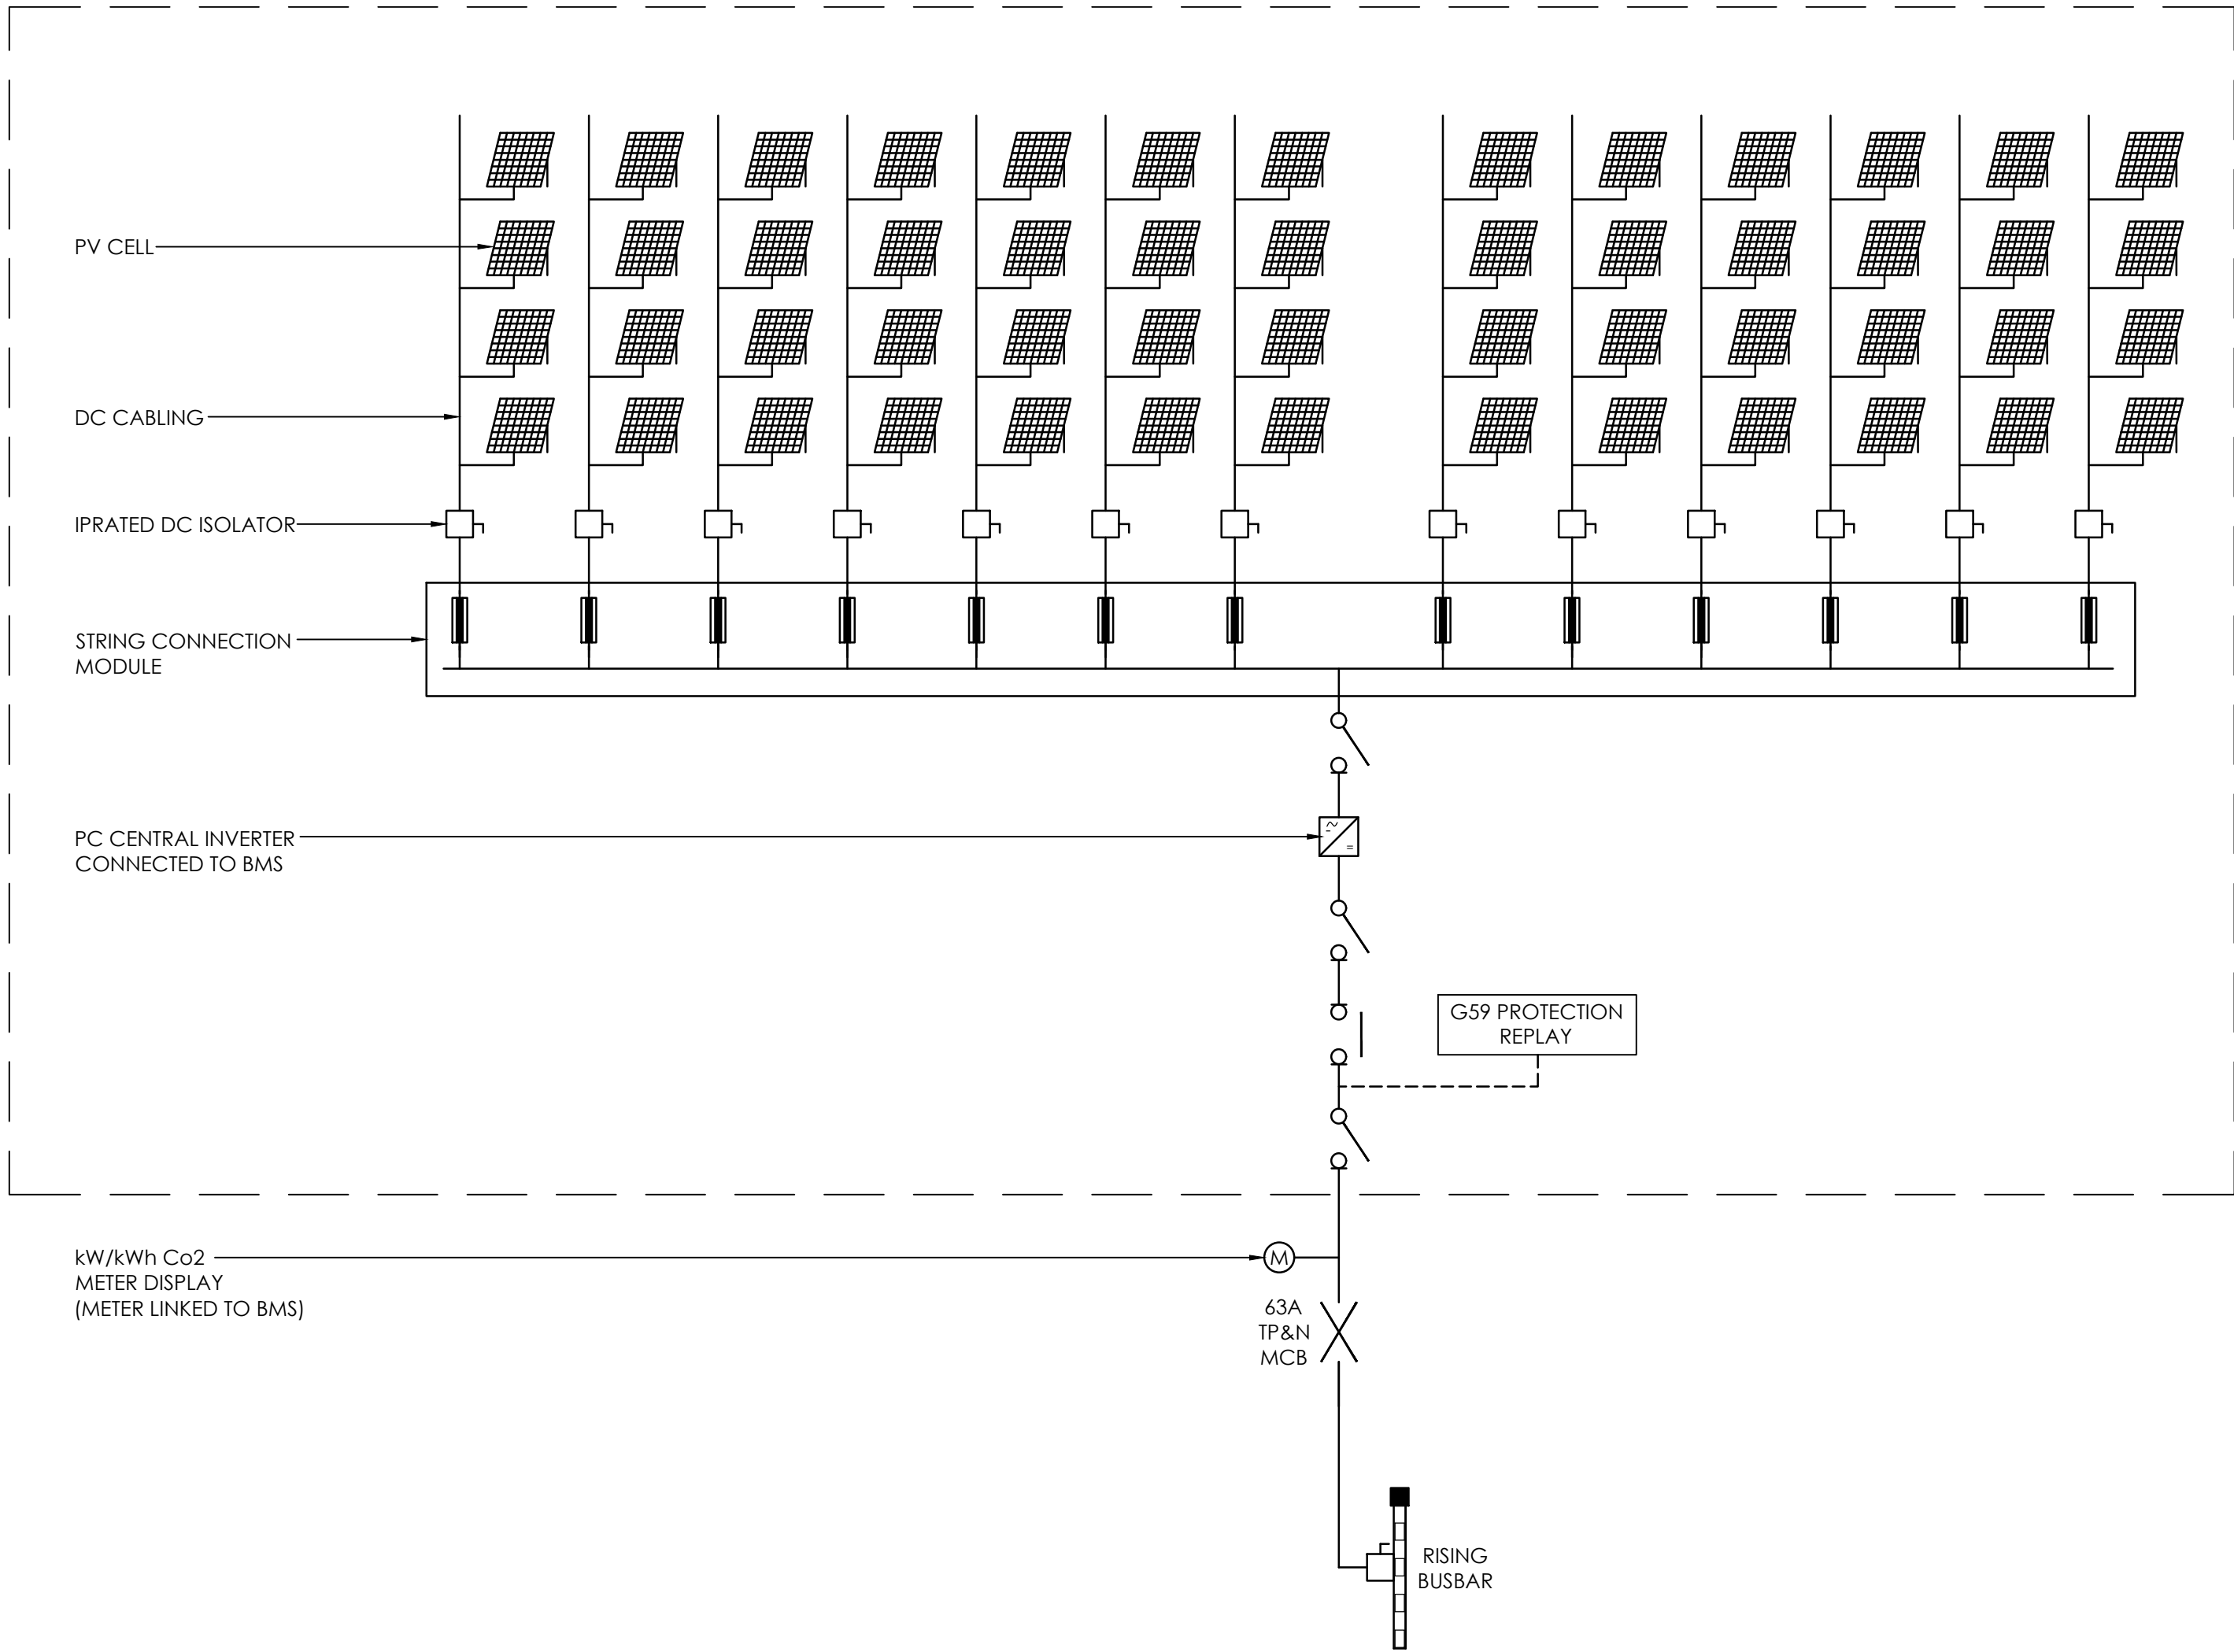 PV CELL
DC CABLING
IPRATED DC ISOLATOR
STRING CONNECTION
MODULE
PC CENTRAL INVERTER
CONNECTED TO BMS
G59 PROTECTION
REPLAY
kW/kWh Co2
METER DISPLAY
(METER LINKED TO BMS)
M
63A
TP&N
MCB
RISING
BUSBAR